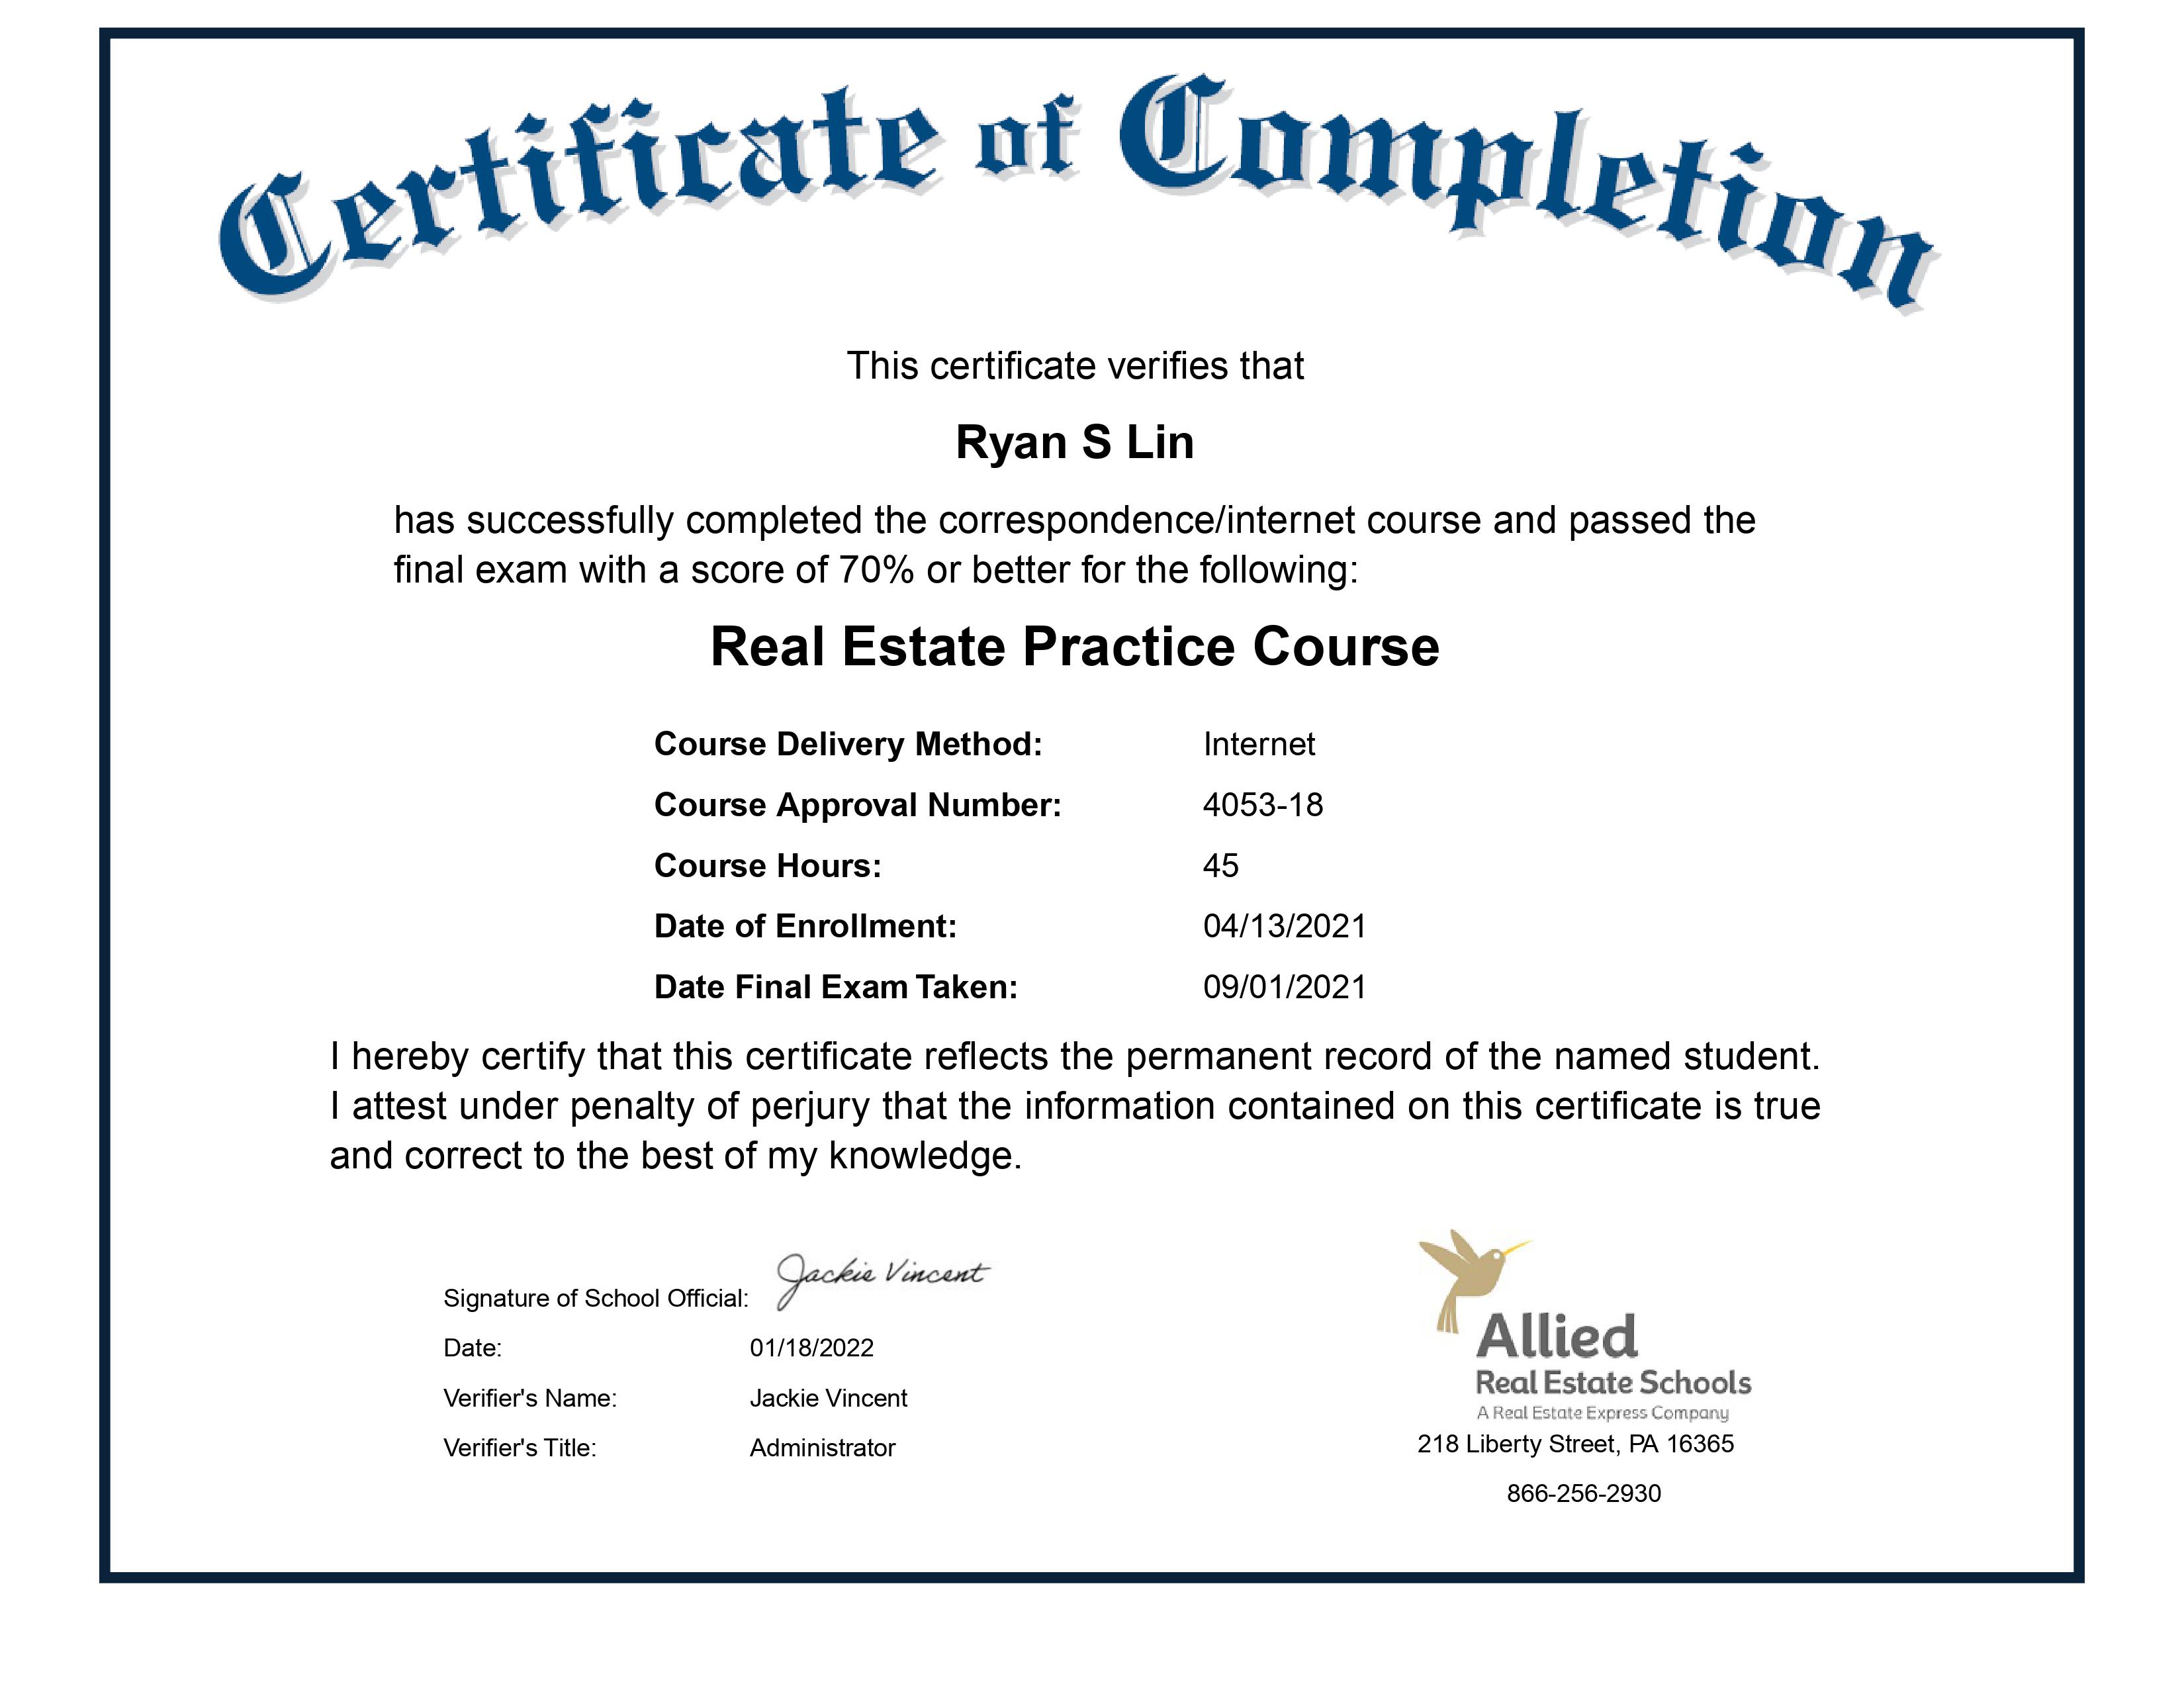 Certificate of Completion
This certificate verifies that
Ryan S Lin
has successfully completed the correspondence/internet course and passed the
final exam with a score of 70% or better for the following:
Real Estate Practice Course
Course Delivery Method: Internet
Course Approval Number: 4053-18
Course Hours: 45
Date of Enrollment: 04/13/2021
Date Final Exam Taken: 09/01/2021
I hereby certify that this certificate reflects the permanent record of the named student.
I attest under penalty of perjury that the information contained on this certificate is true
and correct to the best of my knowledge.
Signature of School Official: Jackie Vincent
Date: 01/18/2022
Verifier's Name: Jackie Vincent
Verifier's Title: Administrator
Allied
Real Estate Schools
A Real Estate Express Company
218 Liberty Street, PA 16365
866-256-2930